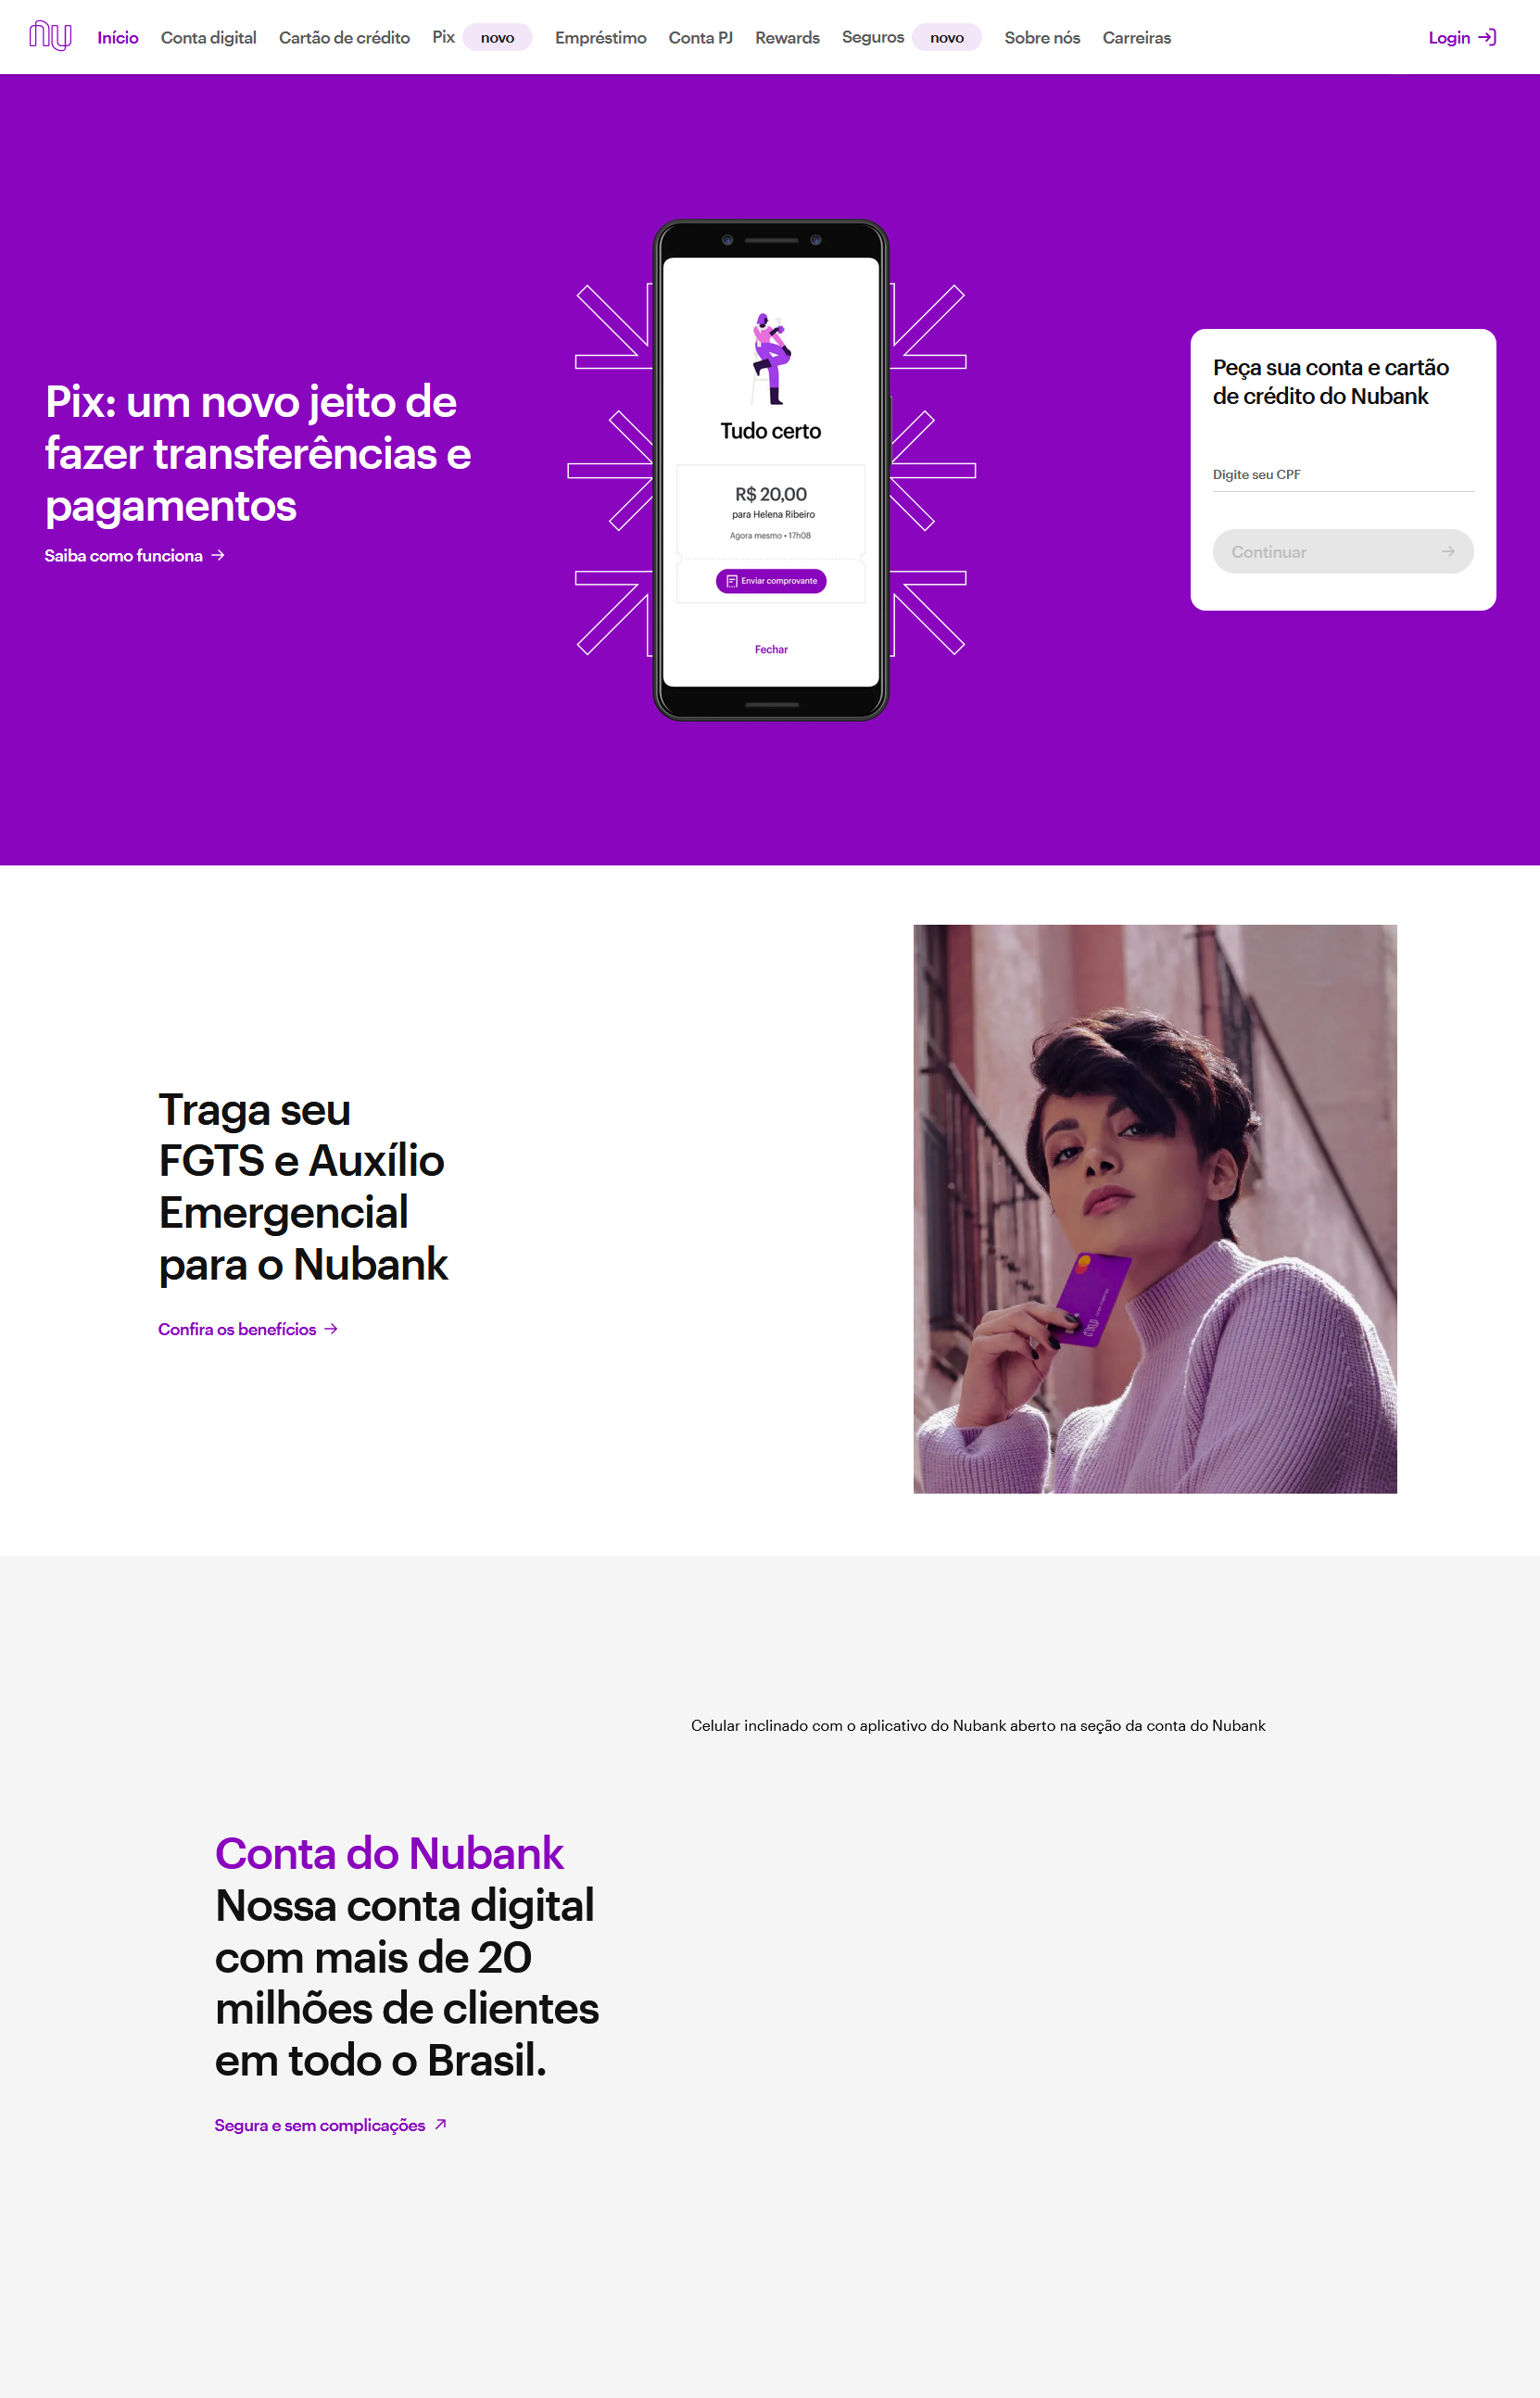 nu
Início Conta digital Cartão de crédito Pix novo Empréstimo Conta PJ Rewards Seguros novo Sobre nós Carreiras Login
Pix: um novo jeito de
fazer transferências e
pagamentos
Saiba como funciona
Tudo certo
R$ 20,00
para Helena Ribeiro
Agora mesmo • 17h08
Enviar comprovante
Fechar
Peça sua conta e cartão
de crédito do Nubank
Digite seu CPF
Continuar
Traga seu
FGTS e Auxílio
Emergencial
para o Nubank
Confira os benefícios
nu
Celular inclinado com o aplicativo do Nubank aberto na seção da conta do Nubank
Conta do Nubank
Nossa conta digital
com mais de 20
milhões de clientes
em todo o Brasil.
Segura e sem complicações